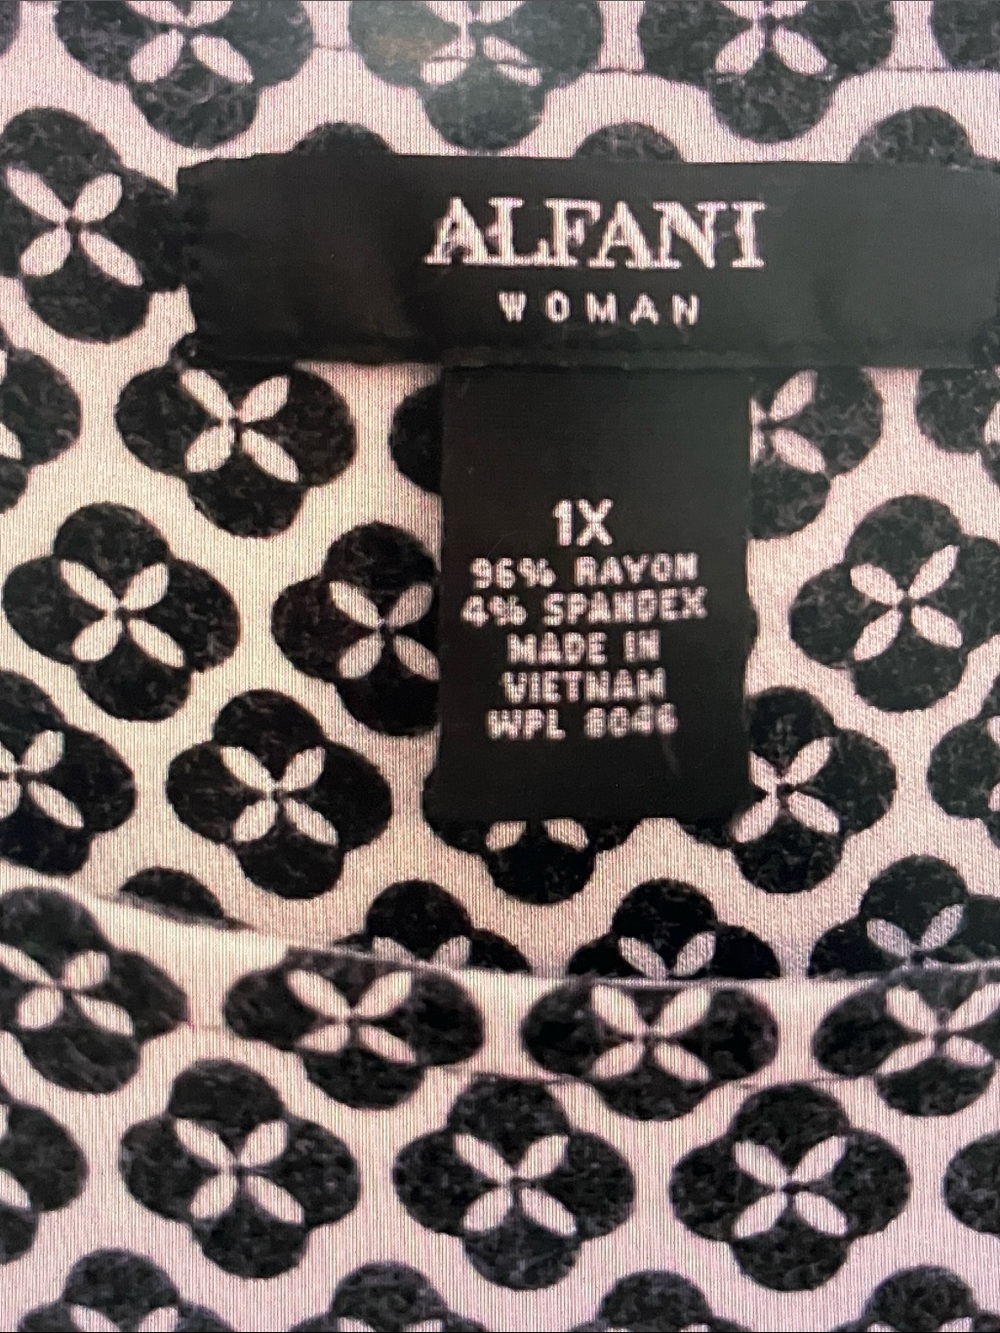 ALFANI
WOMAN
1X
96% RAYON
4% SPANDEX
MADE IN
VIETNAM
WPL 8046